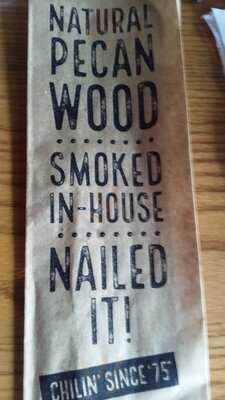 NATURAL
PECAN
WOOD
SMOKED
IN-HOUSE
NAILED
IT!
CHILIN' SINCE '75